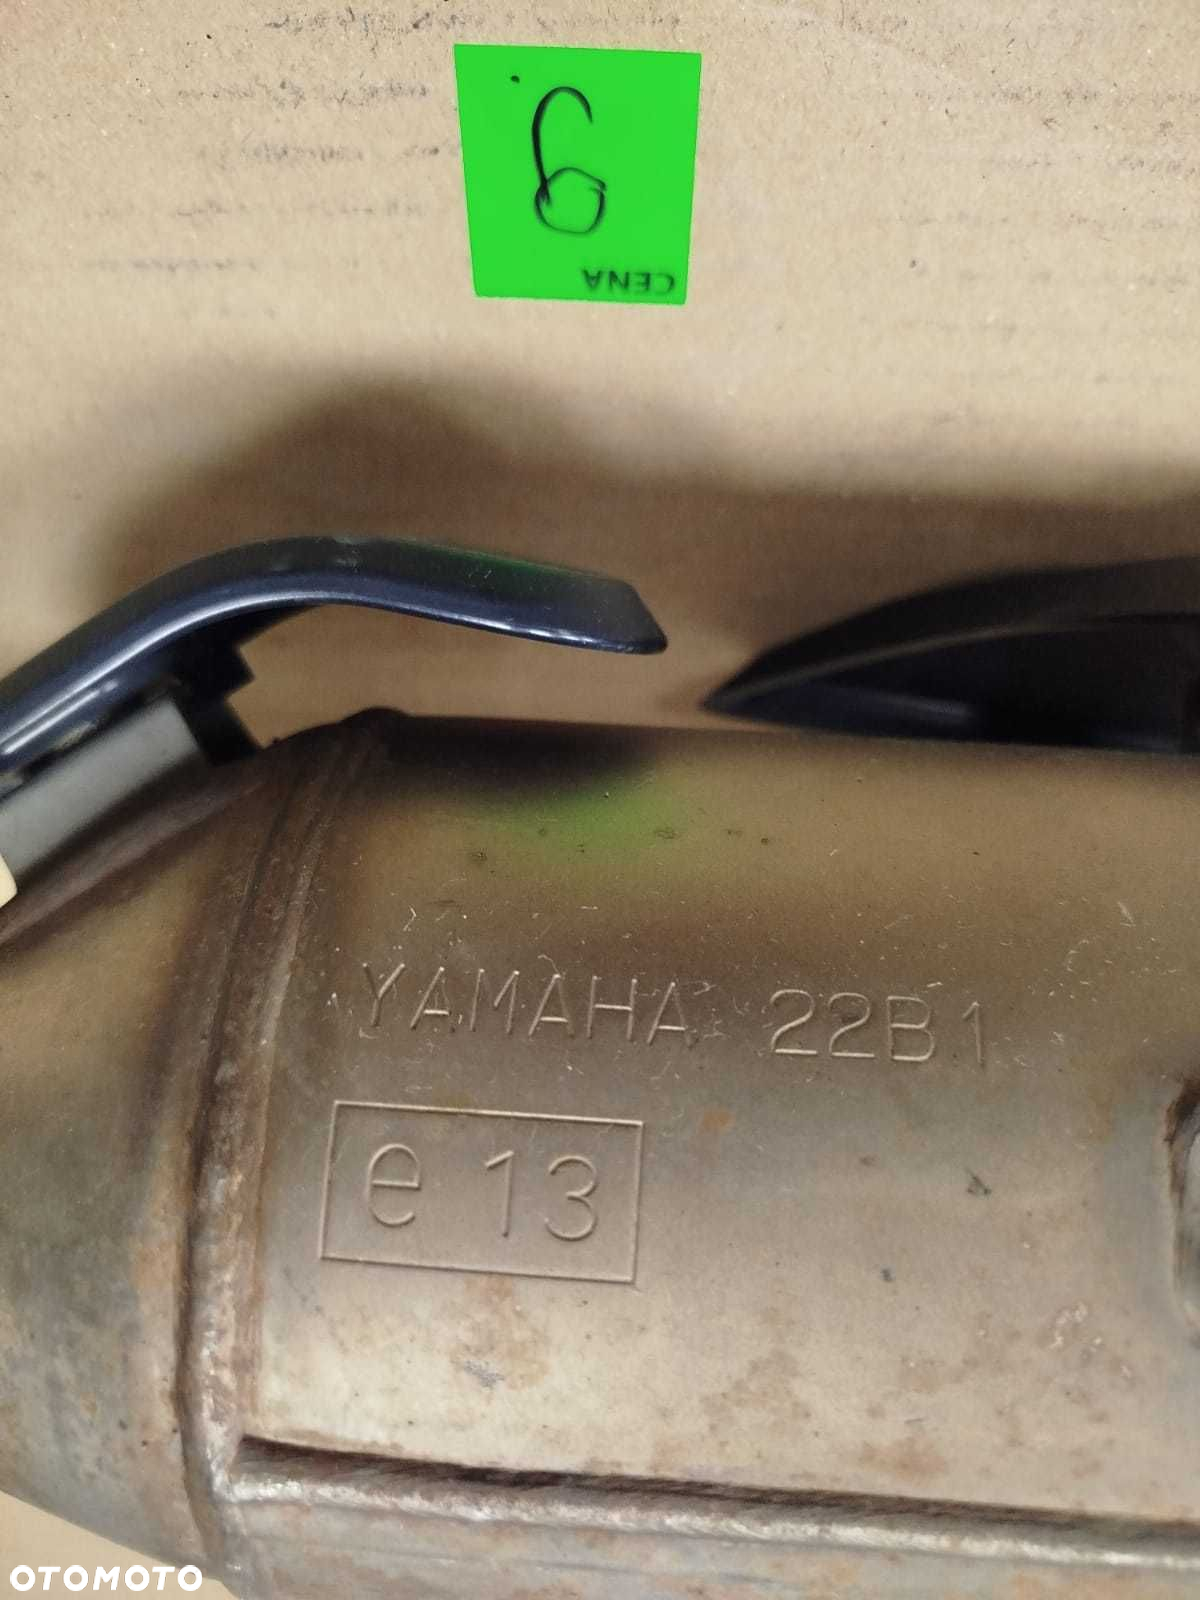 CENA
9.
YAMAHA 22B1
e 13
OTOMOTO